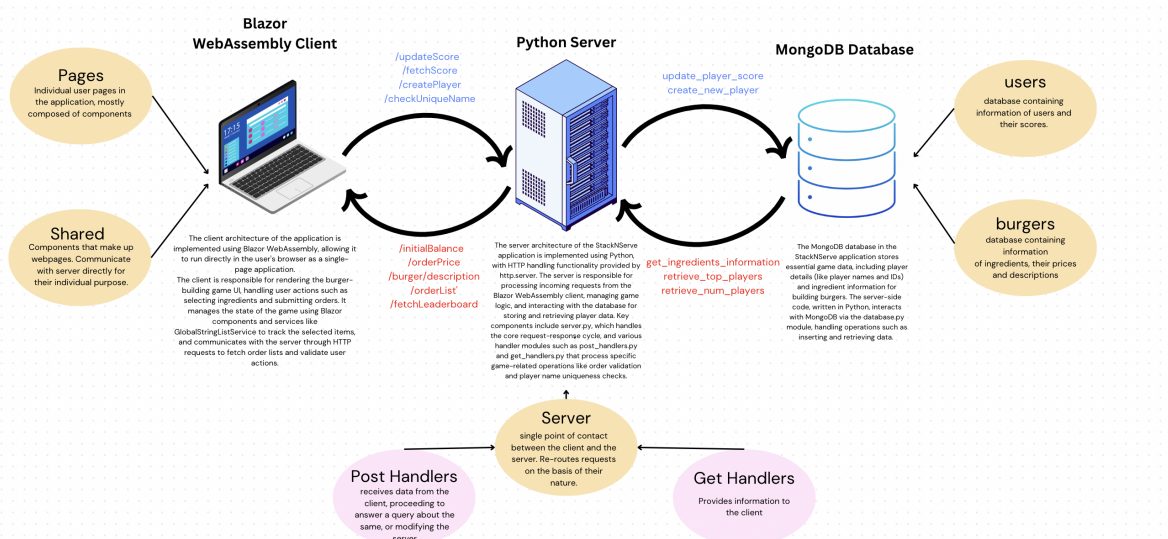 Blazor
WebAssembly Client
Python Server
MongoDB Database
Pages
Individual user pages in
the application, mostly
composed of components
Shared
Components that make up
webpages. Communicate
with server directly for
their individual purpose.
17:15
/updateScore
/fetchScore
/createPlayer
/checkUniqueName
/initialBalance
/orderPrice
/burger/description
/orderList'
/fetchLeaderboard
update_player_score
create_new_player
get_ingredients_information
retrieve_top_players
retrieve_num_players
users
database containing
information of users and
their scores.
burgers
database containing
information
of ingredients, their prices
and descriptions
The client architecture of the application is
implemented using Blazor WebAssembly, allowing it
to run directly in the user's browser as a single-
page application.
The client is responsible for rendering the burger-
building game UI, handling user actions such as
selecting ingredients and submitting orders. It
manages the state of the game using Blazor
components and services like
GlobalStringListService to track the selected items,
and communicates with the server through HTTP
requests to fetch order lists and validate user
actions.
The server architecture of the StackNServe
application is implemented using Python,
with HTTP handling functionality provided by
http.server. The server is responsible for
processing incoming requests from the
Blazor WebAssembly client, managing game
logic, and interacting with the database for
storing and retrieving player data. Key
components include server.py, which handles
the core request-response cycle, and various
handler modules such as post_handlers.py
and get_handlers.py that process specific
game-related operations like order validation
and player name uniqueness checks.
The MongoDB database in the
StackNServe application stores
essential game data, including player
details (like player names and IDs)
and ingredient information for
building burgers. The server-side
code, written in Python, interacts
with MongoDB via the database.py
module, handling operations such as
inserting and retrieving data.
Server
single point of contact
between the client and the
server. Re-routes requests
on the basis of their
nature.
Post Handlers
receives data from the
client, proceeding to
answer a query about the
same, or modifying the
server
Get Handlers
Provides information to
the client